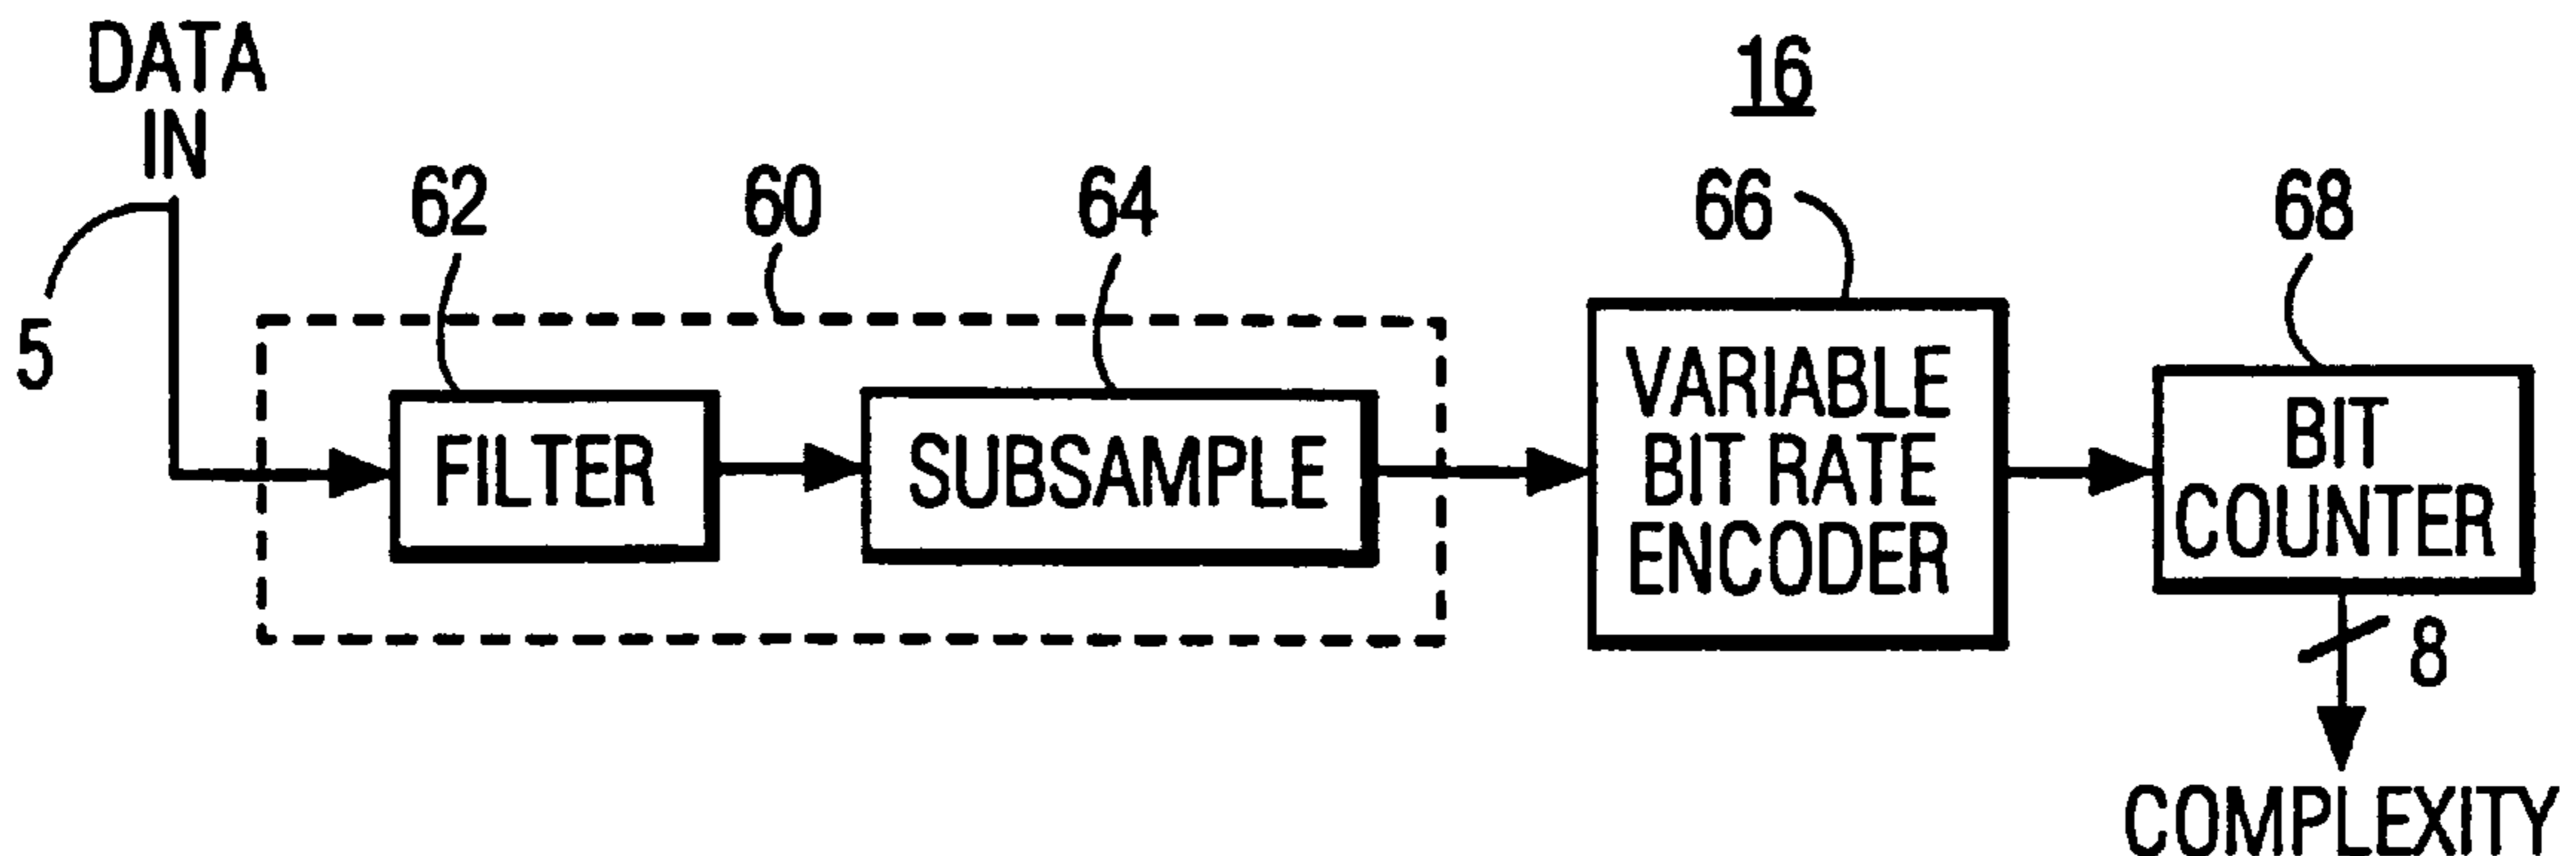 DATA
IN
16
62
60
64
66
68
5
FILTER
SUBSAMPLE
VARIABLE
BIT RATE
ENCODER
BIT
COUNTER
8
COMPLEXITY